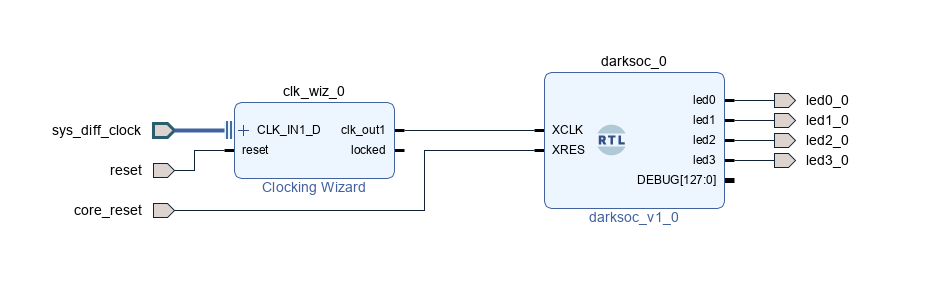 darksoc_0
clk_wiz_0
sys_diff_clock
CLK_IN1_D
clk_out1
reset
locked
reset
Clocking Wizard
core_reset
XCLK
XRES
RTL
led0
led1
led2
led3
DEBUG[127:0]
led0_0
led1_0
led2_0
led3_0
darksoc_v1_0